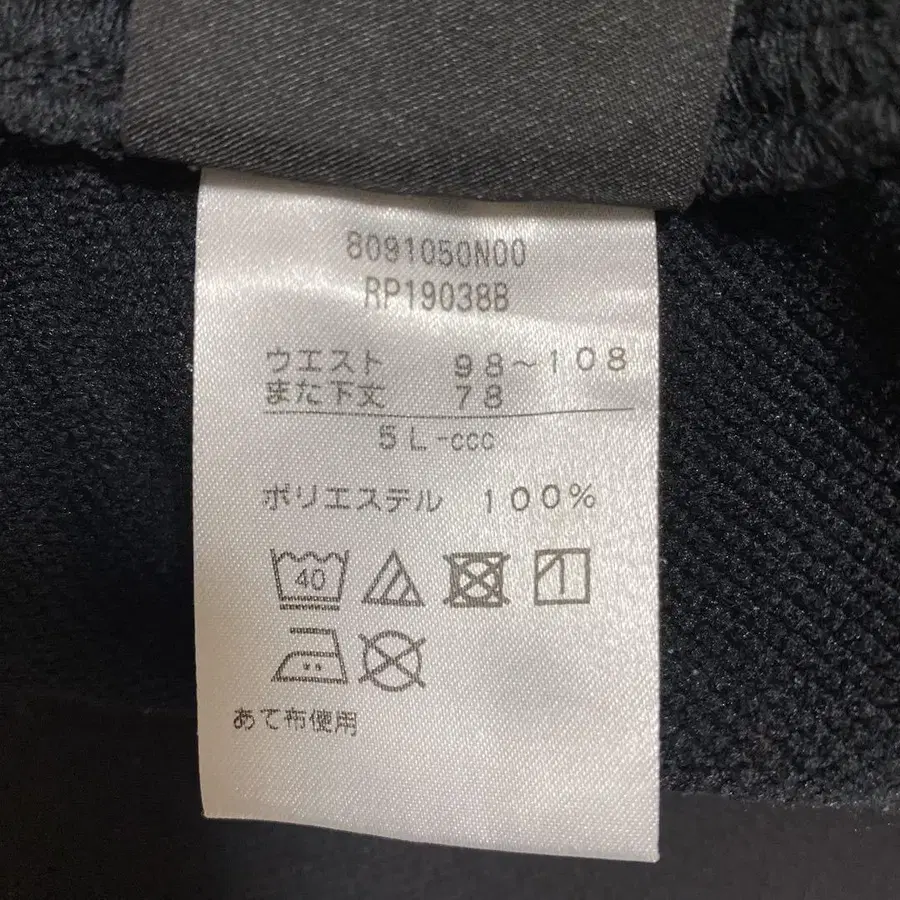 8091050N00
RP19038B
ウエスト 98~108
また下丈 78
5L-ccc
ポリエステル 100%
40
あて布使用